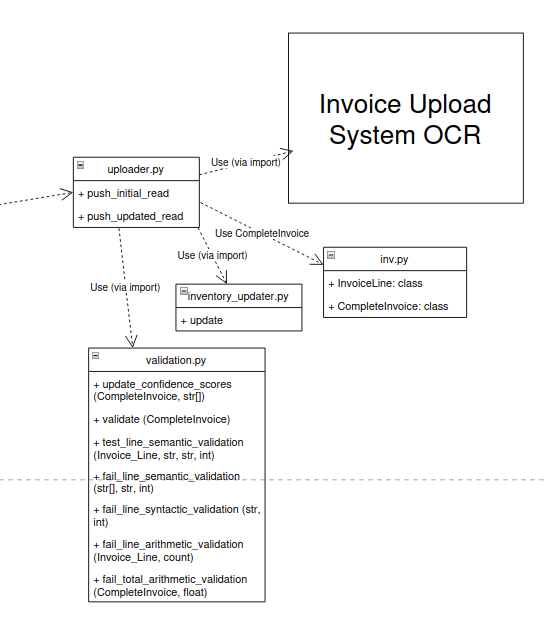 Invoice Upload
System OCR
uploader.py
+ push_initial_read
+ push_updated_read
Use (via import)
Use CompleteInvoice
Use (via import)
Use (via import)
inv.py
+ InvoiceLine: class
+ CompleteInvoice: class
inventory_updater.py
+ update
validation.py
+ update_confidence_scores
(CompleteInvoice, str[])
+ validate (CompleteInvoice)
+ test_line_semantic_validation
(Invoice_Line, str, str, int)
+ fail_line_semantic_validation
(str[], str, int)
+ fail_line_syntactic_validation (str,
int)
+ fail_line_arithmetic_validation
(Invoice_Line, count)
+ fail_total_arithmetic_validation
(CompleteInvoice, float)